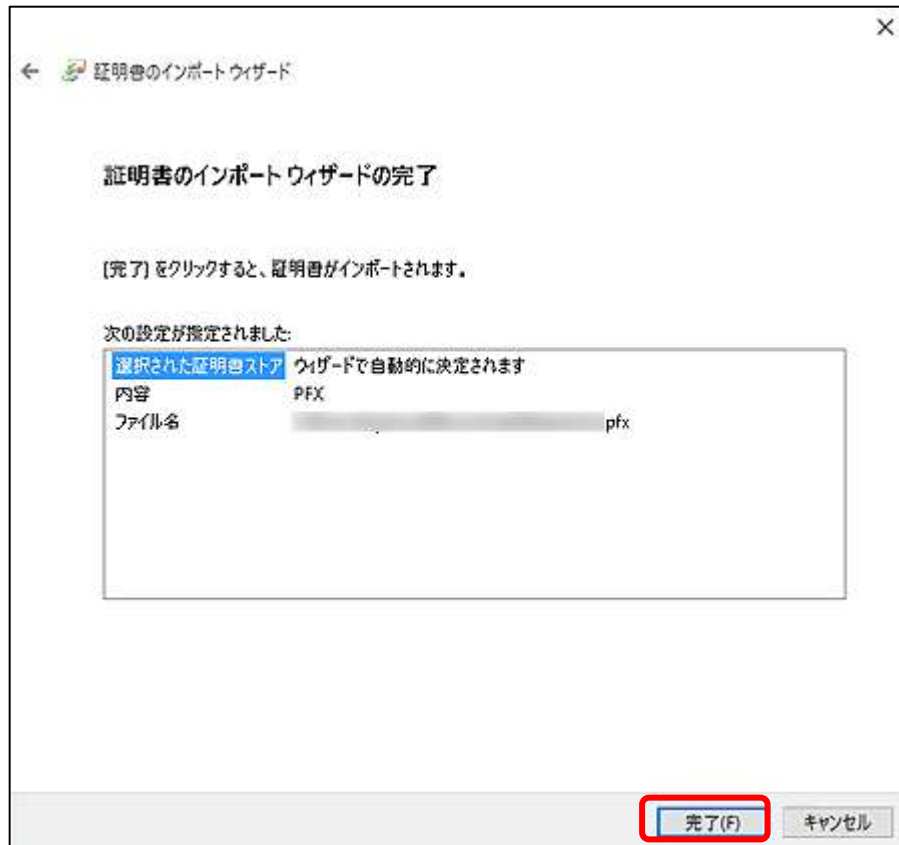 証明書のインポート ウィザード
証明書のインポート ウィザードの完了
[完了] をクリックすると、証明書がインポートされます。
次の設定が指定されました:
選択された証明書ストア ウィザードで自動的に決定されます
内容 PFX
ファイル名 pfx
完了(F) キャンセル